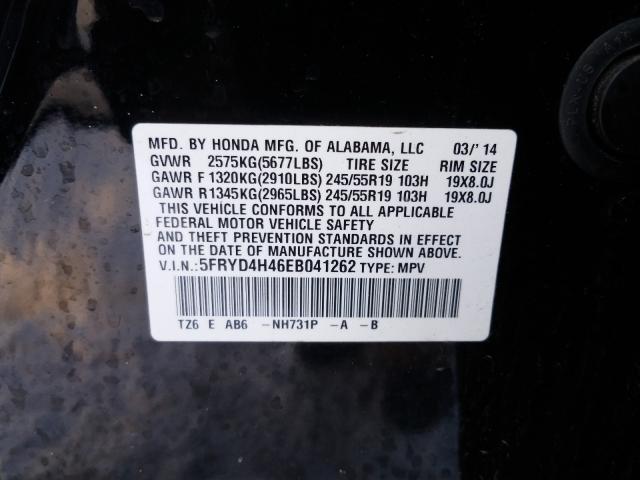 MFD. BY HONDA MFG. OF ALABAMA, LLC 03/' 14
GVWR 2575KG(5677LBS) TIRE SIZE RIM SIZE
GAWR F 1320KG(2910LBS) 245/55R19 103H 19X8.0J
GAWR R 1345KG(2965LBS) 245/55R19 103H 19X8.0J
THIS VEHICLE CONFORMS TO ALL APPLICABLE
FEDERAL MOTOR VEHICLE SAFETY
AND THEFT PREVENTION STANDARDS IN EFFECT
ON THE DATE OF MANUFACTURE SHOWN ABOVE.
V.I.N.:5FRYD4H46EB041262 TYPE: MPV
TZ6 E AB6 -NH731P -A -B